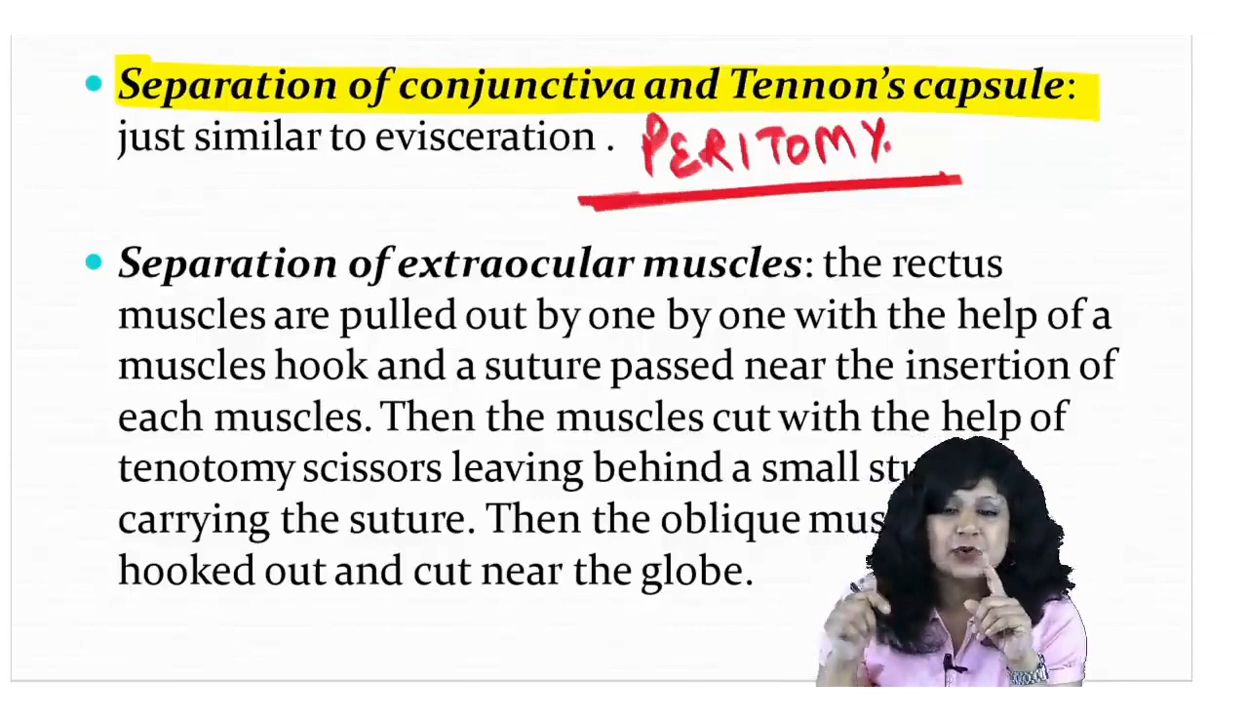 • Separation of conjunctiva and Tennon's capsule:
just similar to evisceration . PERITOMY.
• Separation of extraocular muscles: the rectus
muscles are pulled out by one by one with the help of a
muscles hook and a suture passed near the insertion of
each muscles. Then the muscles cut with the help of
tenotomy scissors leaving behind a small
carrying the suture. Then the oblique
hooked out and cut near the globe.